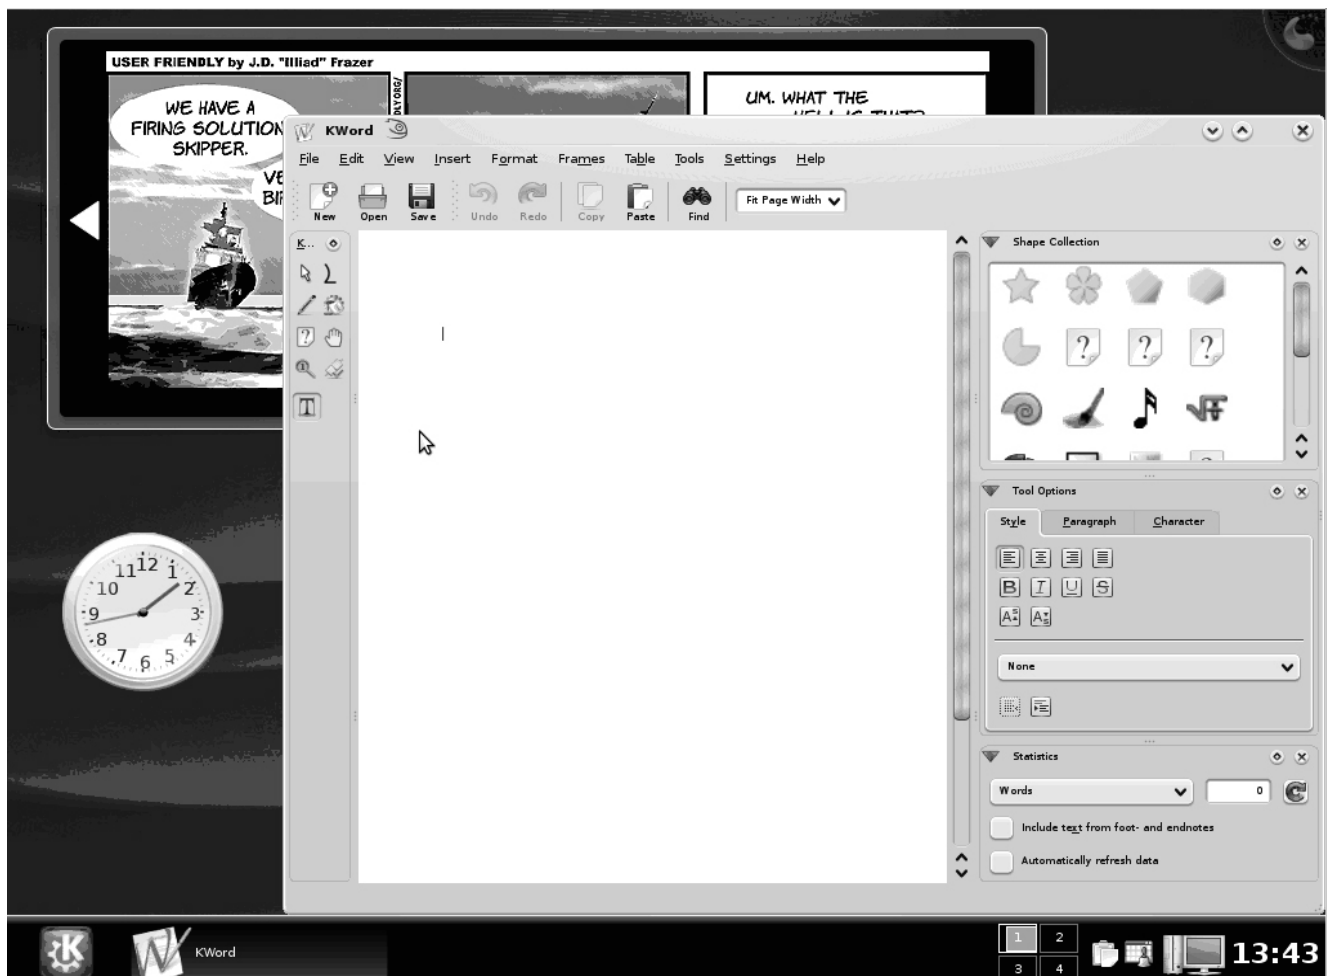 USER FRIENDLY by J.D. "Illiad" Frazer
WE HAVE A
FIRING SOLUTION
SKIPPER.
UM. WHAT THE
HELL IS THAT?
KWord
File Edit View Insert Format Frames Table Tools Settings Help
New Open Save Undo Redo Copy Paste Find Fit Page Width
K...
Shape Collection
Tool Options
Style Paragraph Character
None
Statistics
Words 0
Include text from foot- and endnotes
Automatically refresh data
12
11 1
10 2
9 3
8 4
7 6 5
KWord
1 2
3 4
13:43